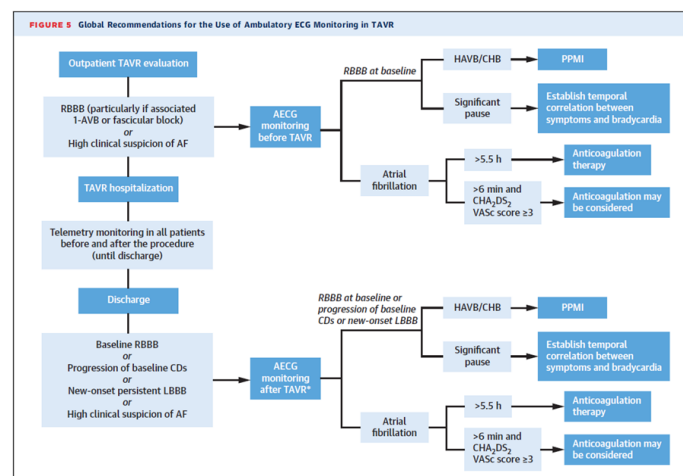 FIGURE 5 Global Recommendations for the Use of Ambulatory ECG Monitoring in TAVR
Outpatient TAVR evaluation
RBBB (particularly if associated
1-AVB or fascicular block)
or
High clinical suspicion of AF
TAVR hospitalization
Telemetry monitoring in all patients
before and after the procedure
(until discharge)
Discharge
Baseline RBBB
or
Progression of baseline CDs
or
New-onset persistent LBBB
or
High clinical suspicion of AF
AECG
monitoring
before TAVR
RBBB at baseline
HAVB/CHB
PPMI
Significant
pause
Establish temporal
correlation between
symptoms and bradycardia
Atrial
fibrillation
>5.5 h
Anticoagulation
therapy
>6 min and
CHA2DS2
VASc score ≥3
Anticoagulation may
be considered
AECG
monitoring
after TAVR*
RBBB at baseline or
progression of baseline
CDs or new-onset LBBB
HAVB/CHB
PPMI
Significant
pause
Establish temporal
correlation between
symptoms and bradycardia
Atrial
fibrillation
>5.5 h
Anticoagulation
therapy
>6 min and
CHA2DS2
VASc score ≥3
Anticoagulation may
be considered